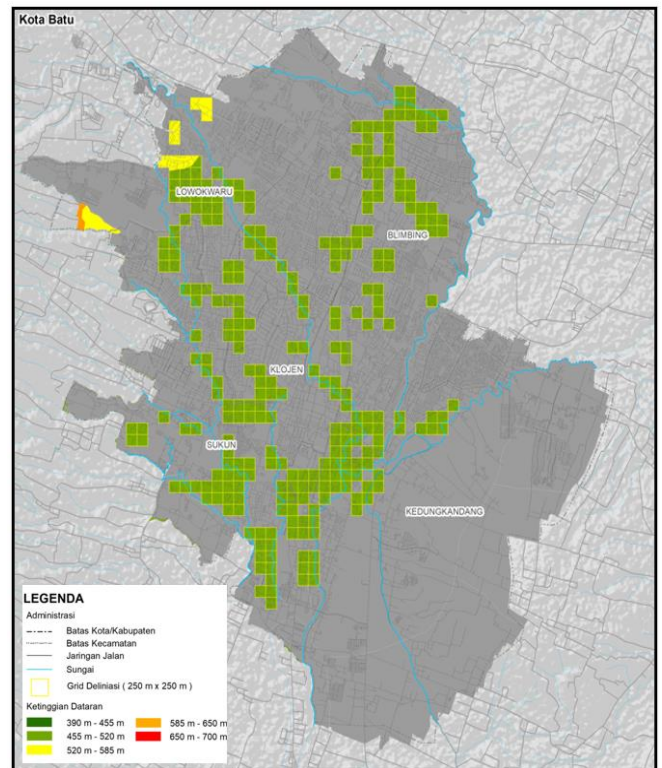 Kota Batu
LOWOKWARU
BLIMBING
KLOJEN
SUKUN
KEDUNGKANDANG
LEGENDA
Administrasi
Batas Kota/Kabupaten
Batas Kecamatan
Jaringan Jalan
Sungai
Grid Deliniasi ( 250 m x 250 m )
Ketinggian Dataran
390 m - 455 m
455 m - 520 m
520 m - 585 m
585 m - 650 m
650 m - 700 m